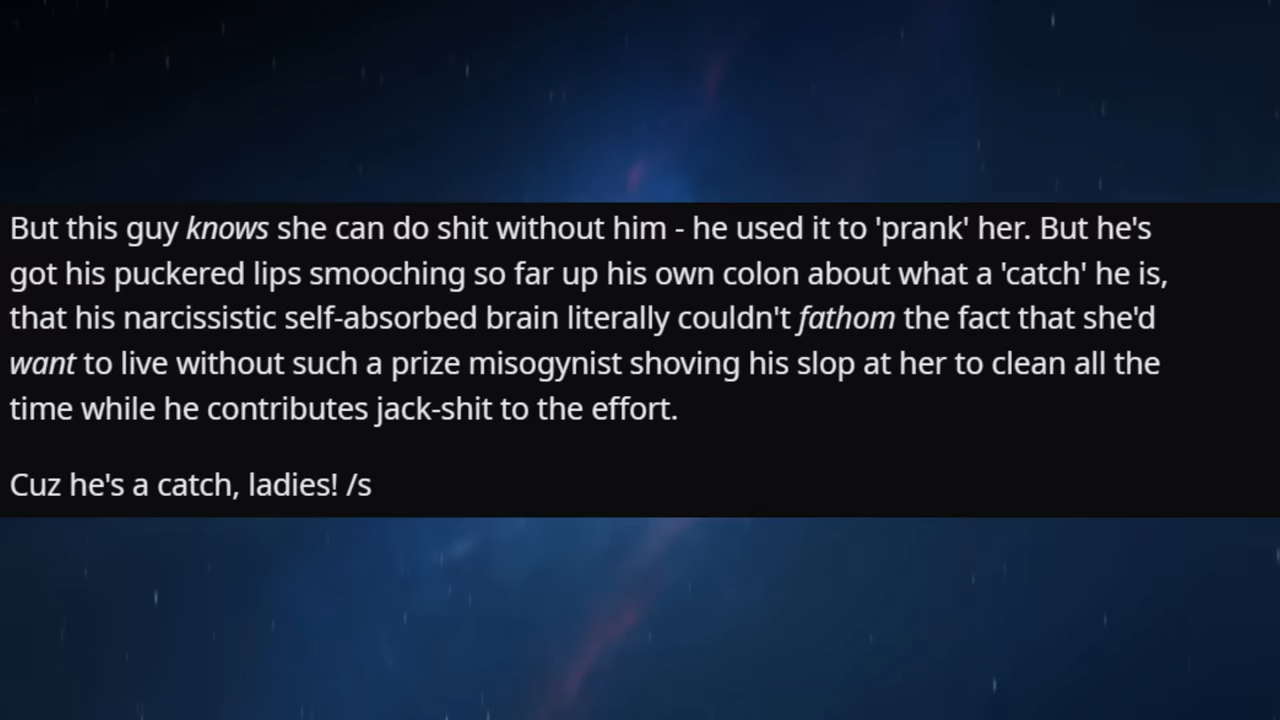 But this guy knows she can do shit without him - he used it to 'prank' her. But he's
got his puckered lips smooching so far up his own colon about what a 'catch' he is,
that his narcissistic self-absorbed brain literally couldn't fathom the fact that she'd
want to live without such a prize misogynist shoving his slop at her to clean all the
time while he contributes jack-shit to the effort.
Cuz he's a catch, ladies! /s